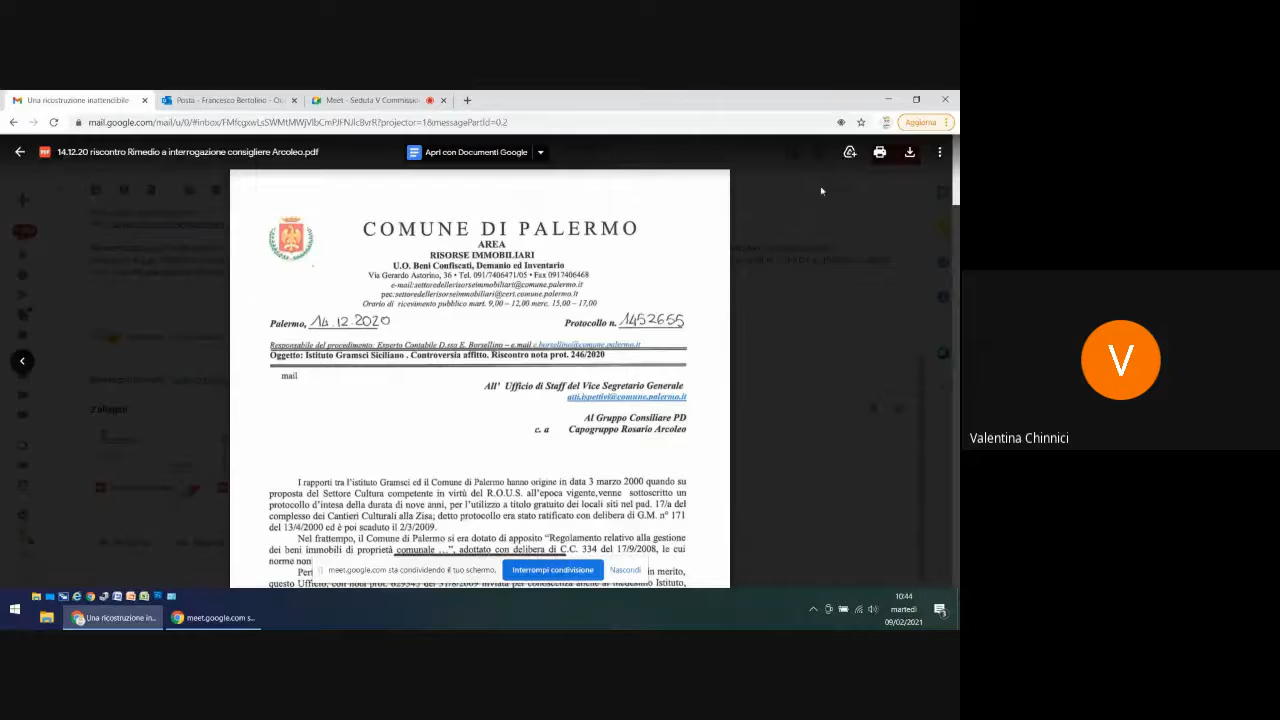 Una ricostruzione inattendibile
Posta - Francesco Bertolino - Ou
Meet - Seduta V Commissi
mail.google.com/mail/u/0/#inbox/FMfcgxwLsSWMtMWjVlbCmPJFNJlcBvrR?projector=1&messagePartId=0.2
Aggiorna
14.12.20 riscontro Rimedio a interrogazione consigliere Arcoleo.pdf
Apri con Documenti Google
COMUNE DI PALERMO
AREA
RISORSE IMMOBILIARI
U.O. Beni Confiscati, Demanio ed Inventario
Via Gerardo Astorino, 36 • Tel. 091/7406471/05 • Fax 0917406468
e-mail:settoredellerisorseimmobiliari@comune.palermo.it
pec:settoredellerisorseimmobiliari@cert.comune.palermo.it
Orario di ricevimento pubblico mart. 9,00 – 12,00 merc. 15,00 – 17,00
Palermo, 14.12.2020
Protocollo n. 1452655
Responsabile del procedimento: Esperto Contabile D.ssa E. Borsellino – e.mail e.borsellino@comune.palermo.it
Oggetto: Istituto Gramsci Siciliano . Controversia affitto. Riscontro nota prot. 246/2020
mail
All' Ufficio di Staff del Vice Segretario Generale
atti.ispettivi@comune.palermo.it
Al Gruppo Consiliare PD
c. a Capogruppo Rosario Arcoleo
I rapporti tra l'istituto Gramsci ed il Comune di Palermo hanno origine in data 3 marzo 2000 quando su
proposta del Settore Cultura competente in virtù del R.O.U.S. all'epoca vigente,venne sottoscritto un
protocollo d'intesa della durata di nove anni, per l'utilizzo a titolo gratuito dei locali siti nel pad. 17/a del
complesso dei Cantieri Culturali alla Zisa; detto protocollo era stato ratificato con delibera di G.M. n° 171
del 13/4/2000 ed è poi scaduto il 2/3/2009.
Nel frattempo, il Comune di Palermo si era dotato di apposito "Regolamento relativo alla gestione
dei beni immobili di proprietà comunale ...", adottato con delibera di C.C. 334 del 17/9/2008, le cui
norme non
in merito,
meet.google.com sta condividendo il tuo schermo.
Interrompi condivisione
Nascondi
Una ricostruzione in...
meet.google.com s...
10:44
martedì
09/02/2021
V
Valentina Chinnici